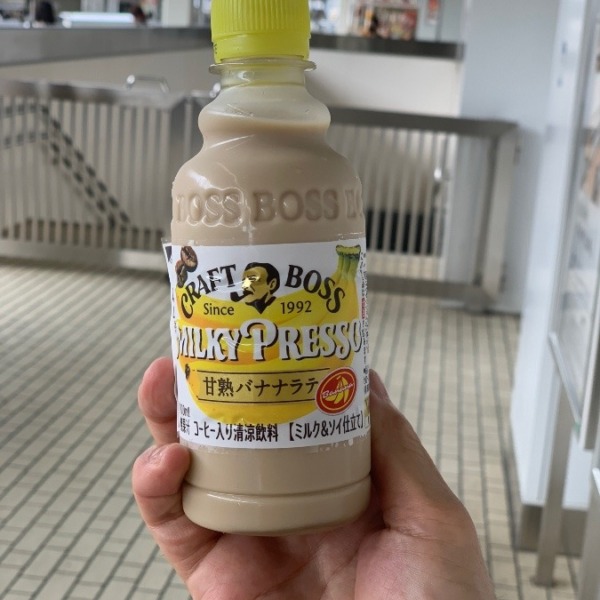 BOSS BOSS
CRAFT BOSS
Since 1992
MILKY PRESSO
甘熟バナナラテ
Banana
コーヒー入り清涼飲料 【ミルク&ソイ仕立て】